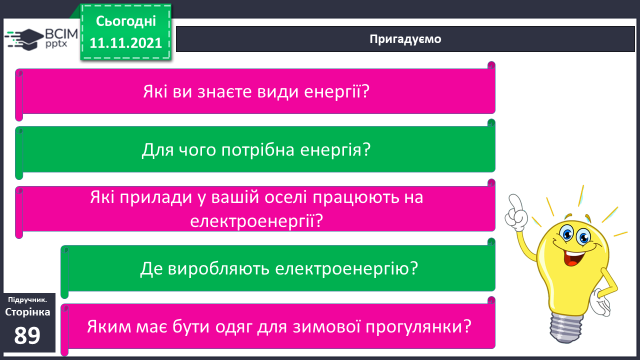 ВСІМ
pptx
Сьогодні
11.11.2021
Пригадуємо
Які ви знаєте види енергії?
Для чого потрібна енергія?
Які прилади у вашій оселі працюють на
електроенергії?
Де виробляють електроенергію?
Яким має бути одяг для зимової прогулянки?
Підручник.
Сторінка
89